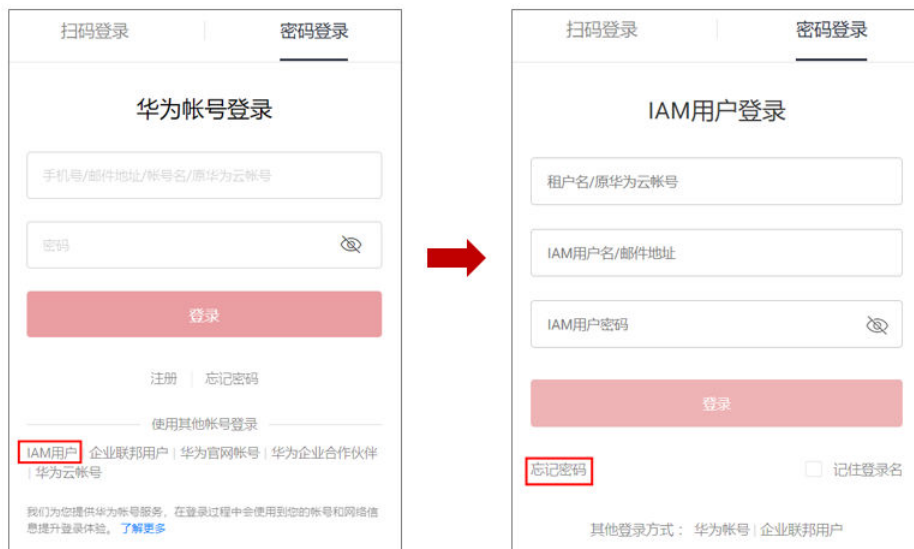 扫码登录
密码登录
华为帐号登录
手机号/邮件地址/帐号名/原华为云帐号
密码
登录
注册 | 忘记密码
使用其他帐号登录
IAM用户 | 企业联邦用户 | 华为官网帐号 | 华为企业合作伙伴
| 华为云帐号
我们为您提供华为帐号服务，在登录过程中会使用到您的帐号和网络信
息提升登录体验。 了解更多
扫码登录
密码登录
IAM用户登录
租户名/原华为云帐号
IAM用户名/邮件地址
IAM用户密码
登录
忘记密码
记住登录名
其他登录方式： 华为帐号 | 企业联邦用户